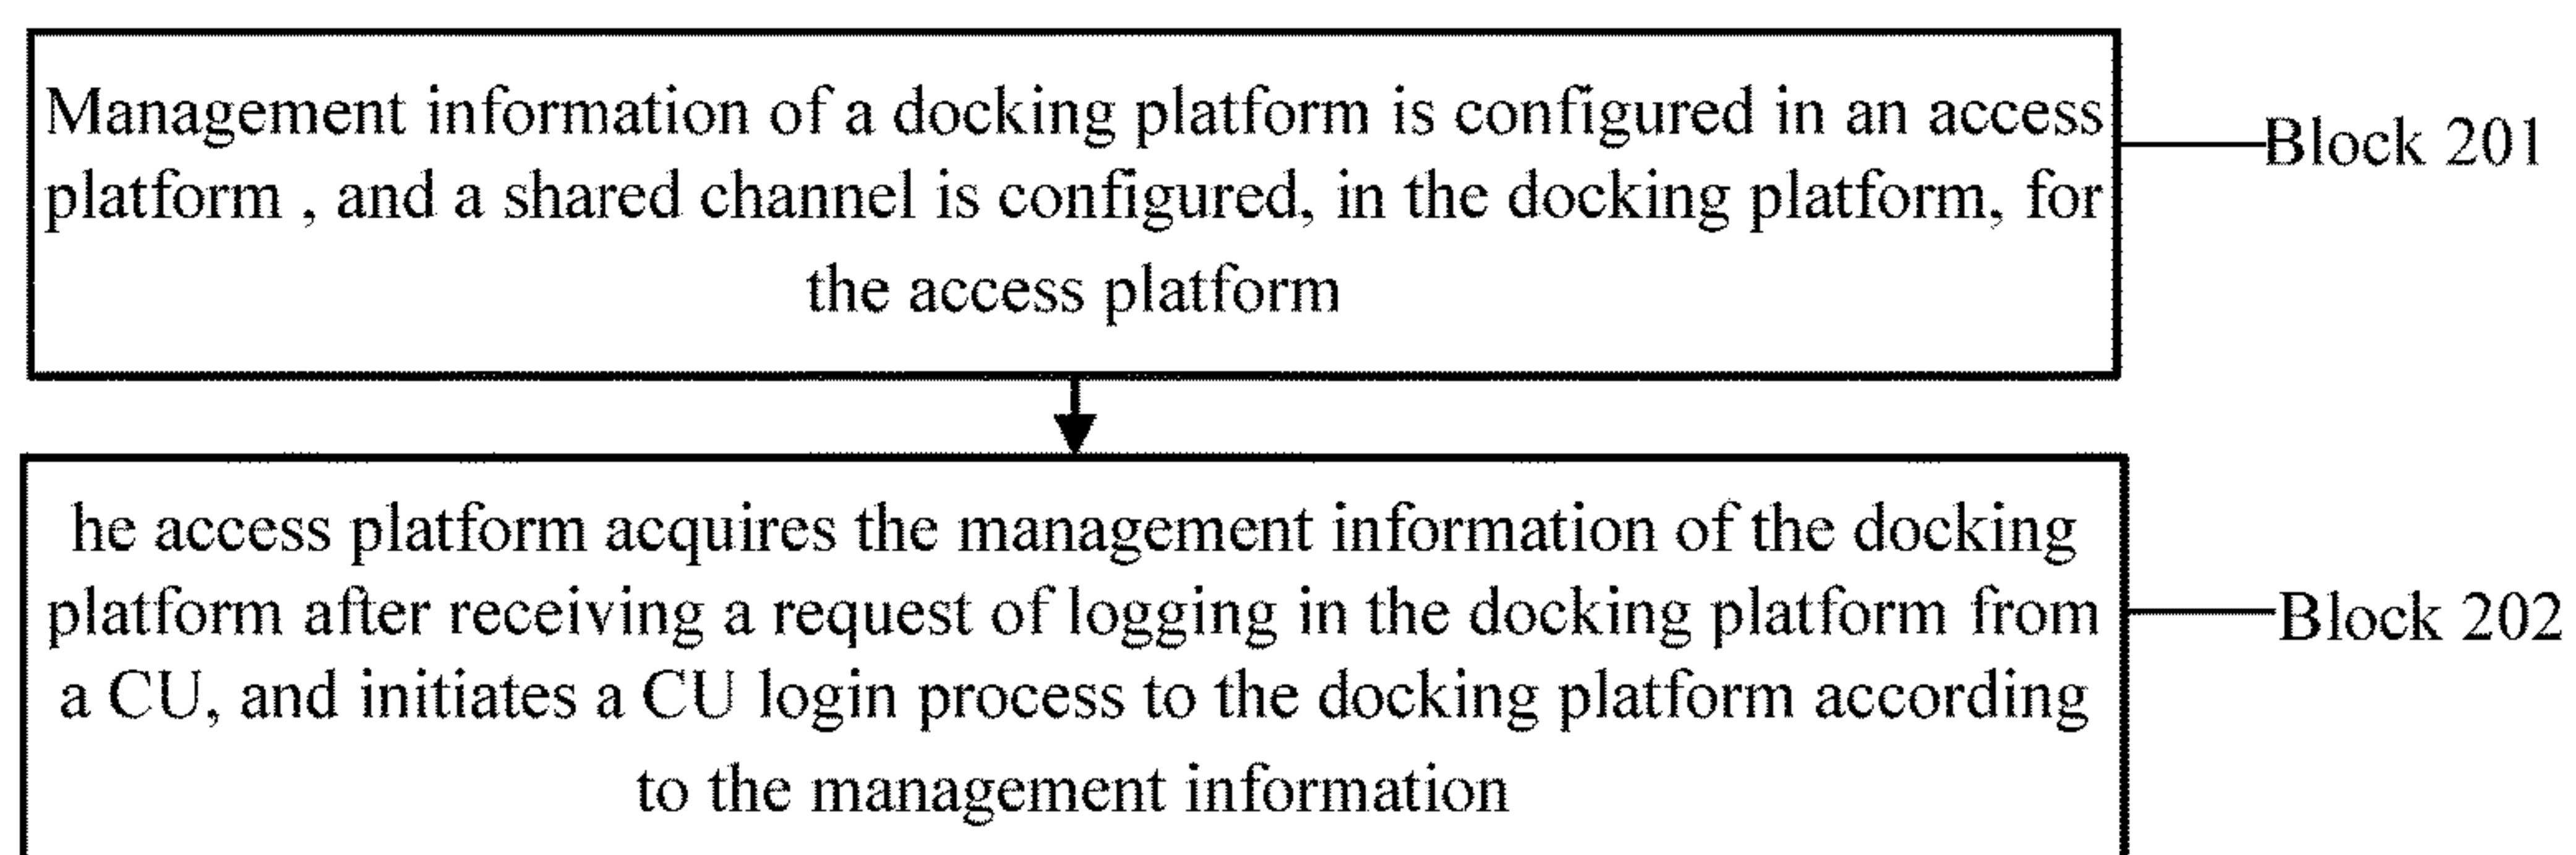 Management information of a docking platform is configured in an access
platform , and a shared channel is configured, in the docking platform, for
the access platform
Block 201
he access platform acquires the management information of the docking
platform after receiving a request of logging in the docking platform from
a CU, and initiates a CU login process to the docking platform according
to the management information
Block 202